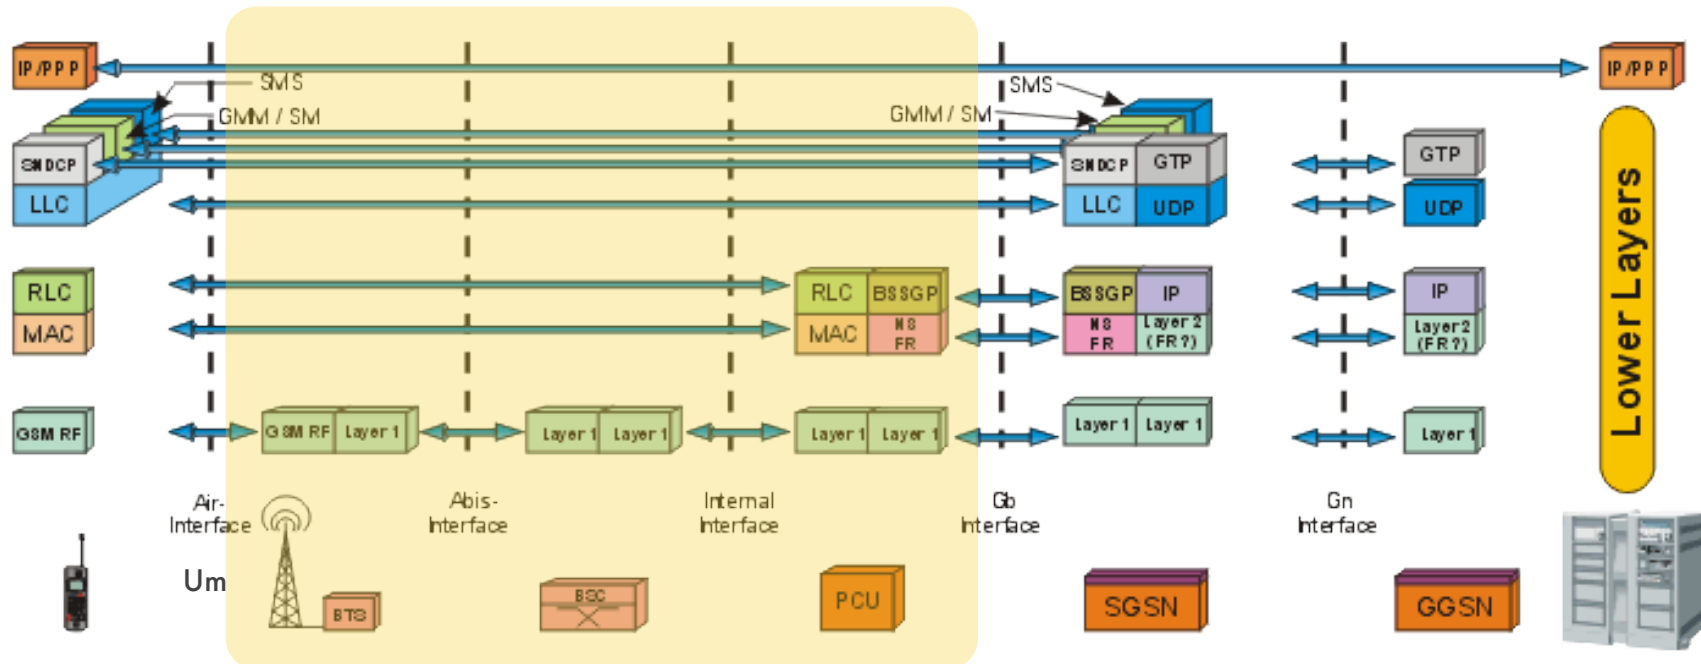 IP/PPP
IP/PPP
SMS
SMS
GMM / SM
GMM / SM
SNDCP
SNDCP
GTP
GTP
LLC
LLC
UDP
UDP
Lower Layers
RLC
RLC
BSSGP
BSSGP
IP
IP
MAC
MAC
NS
FR
NS
FR
Layer 2
(FR?)
Layer 2
(FR?)
GSM RF
GSM RF
Layer 1
Layer 1
Layer 1
Layer 1
Layer 1
Layer 1
Layer 1
Layer 1
Air-
Interface
Abis-
Interface
Internal
Interface
Gb
Interface
Gn
Interface
Um
BTS
BSC
PCU
SGSN
GGSN